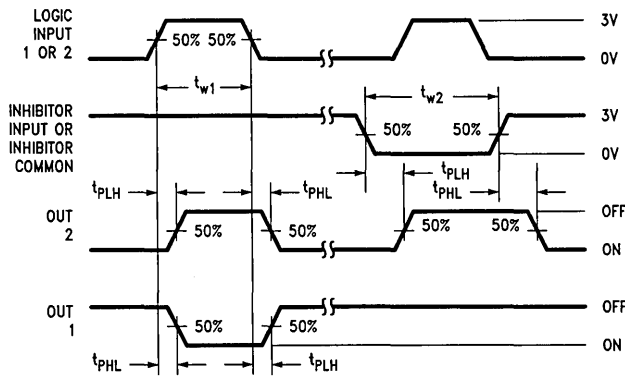 LOGIC
INPUT
1 OR 2
50% 50%
3V
0V
tw1
tw2
INHIBITOR
INPUT OR
INHIBITOR
COMMON
50%
50%
3V
0V
tPLH
tPHL
tPLH
tPHL
OUT
2
50%
50%
50%
50%
OFF
ON
OUT
1
50%
50%
OFF
ON
tPHL
tPLH